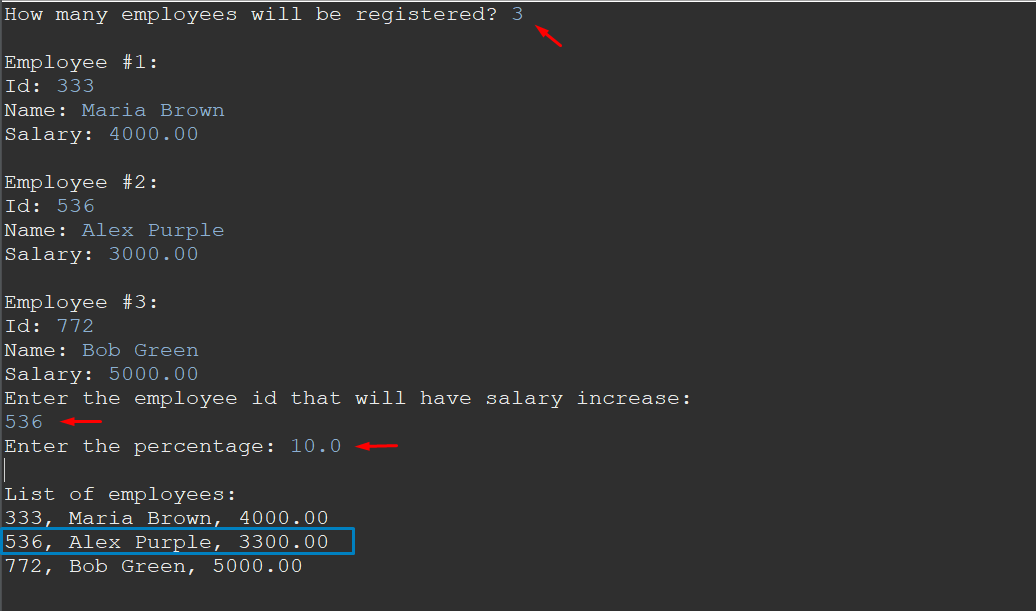 How many employees will be registered? 3
Employee #1:
Id: 333
Name: Maria Brown
Salary: 4000.00
Employee #2:
Id: 536
Name: Alex Purple
Salary: 3000.00
Employee #3:
Id: 772
Name: Bob Green
Salary: 5000.00
Enter the employee id that will have salary increase:
536
Enter the percentage: 10.0
List of employees:
333, Maria Brown, 4000.00
536, Alex Purple, 3300.00
772, Bob Green, 5000.00